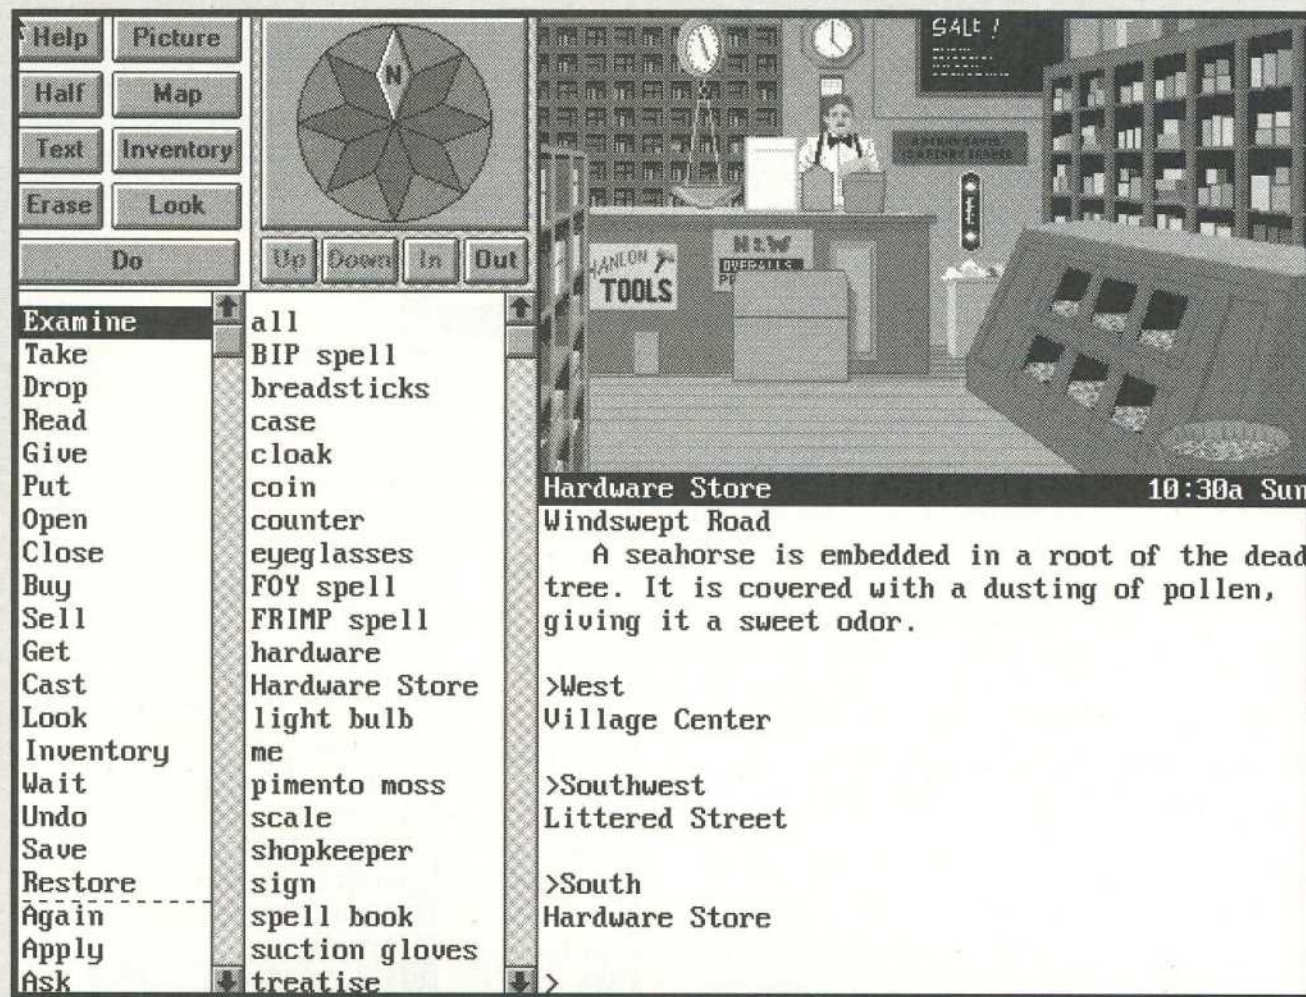 Help
Picture
Half
Map
Text
Inventory
Erase
Look
Do
N
Up
Down
In
Out
Examine
Take
Drop
Read
Give
Put
Open
Close
Buy
Sell
Get
Cast
Look
Inventory
Wait
Undo
Save
Restore
Again
Apply
Ask
all
BIP spell
breadsticks
case
cloak
coin
counter
eyeglasses
FOY spell
FRIMP spell
hardware
Hardware Store
light bulb
me
pimento moss
scale
shopkeeper
sign
spell book
suction gloves
treatise
SALE!
HANLON
TOOLS
NEW
OVERALLS
Hardware Store 10:30a Sun
Windswept Road
A seahorse is embedded in a root of the dead
tree. It is covered with a dusting of pollen,
giving it a sweet odor.
>West
Village Center
>Southwest
Littered Street
>South
Hardware Store
>